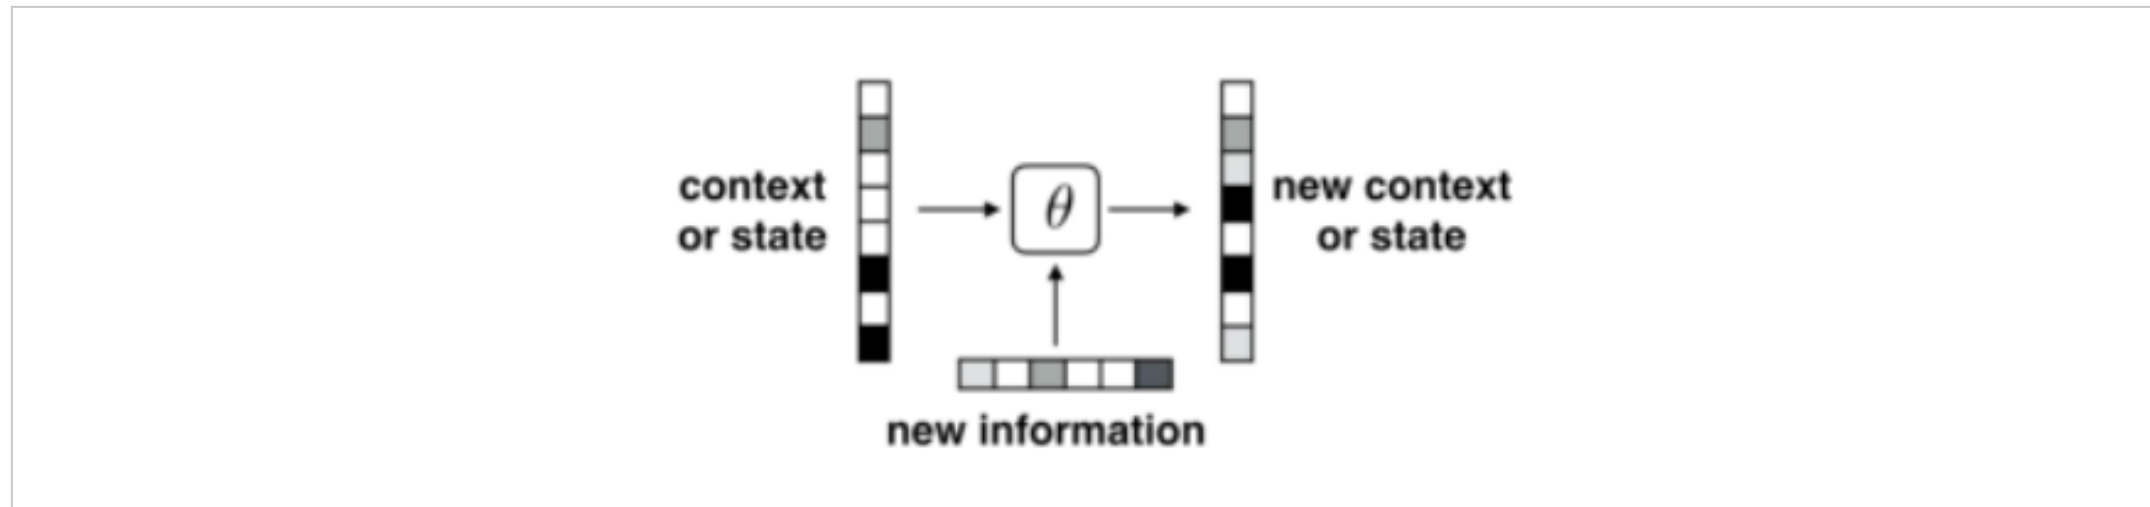 context
or state
θ
new context
or state
new information